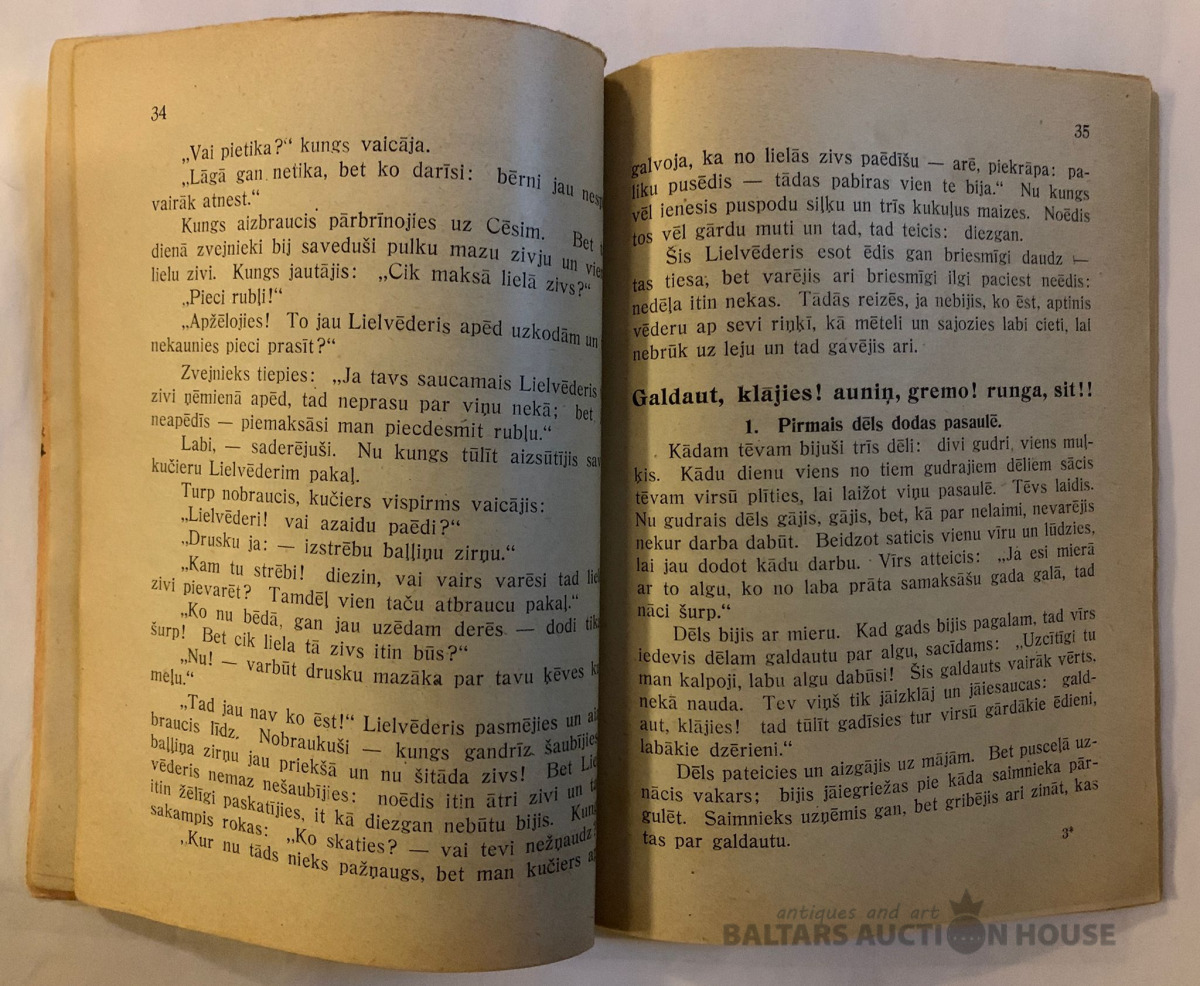 34
„Vai pietika?“ kungs vaicāja.
„Lāgā gan netika, bet ko darīsi: bērni jau
vairāk atnest.“
Kungs aizbraucis pārbrīnojies uz Cēsim. Bet
dienā zvejnieki bij saveduši pulku mazu zivju un
lielu zivi. Kungs jautājis: „Cik maksā lielā zivs?“
„Pieci rubļi!“
„Apžēlojies! To jau Lielvēderis apēd uzkodām un
nekaunies pieci prasīt?“
Zvejnieks tiepies: „Ja tavs saucamais Lielvēderis
zivi ņēmienā apēd, tad neprasu par viņu nekā; bet
neapēdīs — piemaksāsi man piecdesmit rubļu.“
Labi, — saderējuši. Nu kungs tūlīt aizsūtījis
kučieru Lielvēderim pakaļ.
Turp nobraucis, kučiers vispirms vaicājis:
„Lielvēderi! vai azaidu paēdi?“
„Drusku ja: — izstrēbu baļļiņu zirņu.“
„Kam tu strēbi! diezin, vai vairs varēsi tad
zivi pievarēt? Tamdēļ vien taču atbraucu pakaļ.“
„Ko nu bēdā, gan jau uzēdam derēs — dodi
šurp! Bet cik liela tā zivs itin būs?“
„Nu! — varbūt drusku mazāka par tavu ķēves
mēļu.“
„Tad jau nav ko ēst!“ Lielvēderis pasmējies un
braucis līdz. Nobraukuši — kungs gandrīz šaubījies
baļļiņa zirņu jau priekšā un nu šitāda zivs! Bet
vēderis nemaz nešaubījies: noēdis itin ātri zivi un
itin žēlīgi paskatījies, it kā diezgan nebūtu bijis.
sakampis rokas: „Ko skaties? — vai tevi nežņaudz
„Kur nu tāds nieks pažņaugs, bet man kučiers
35
galvoja, ka no lielās zivs paēdīšu — arē, piekrāpa: pa-
liku pusēdis — tādas pabiras vien te bija.“ Nu kungs
vēl ienesis puspodu siļķu un trīs kukuļus maizes. Noēdis
tos vēl gārdu muti un tad, tad teicis: diezgan.
Šis Lielvēderis esot ēdis gan briesmīgi daudz —
tas tiesa, bet varējis ari briesmīgi ilgi paciest neēdis:
nedēļa itin nekas. Tādās reizēs, ja nebijis, ko ēst, aptinis
vēderu ap sevi riņķī, kā mēteli un sajozies labi cieti, lai
nebrūk uz leju un tad gavējis ari.
Galdaut, klājies! auniņ, gremo! runga, sit!!
1. Pirmais dēls dodas pasaulē.
Kādam tēvam bijuši trīs dēli: divi gudri, viens muļ-
ķis. Kādu dienu viens no tiem gudrajiem dēliem sācis
tēvam virsū plīties, lai laižot viņu pasaulē. Tēvs laidis.
Nu gudrais dēls gājis, gājis, bet, kā par nelaimi, nevarējis
nekur darba dabūt. Beidzot saticis vienu vīru un lūdzies,
lai jau dodot kādu darbu. Vīrs atteicis: „Ja esi mierā
ar to algu, ko no laba prāta samaksāšu gada galā, tad
nāci šurp.“
Dēls bijis ar mieru. Kad gads bijis pagalam, tad vīrs
iedevis dēlam galdautu par algu, sacīdams: „Uzcītīgi tu
man kalpoji, labu algu dabūsi! Šis galdauts vairāk vērts.
nekā nauda. Tev viņš tik jāizklāj un jāiesaucas: gald-
aut, klājies! tad tūlīt gadīsies tur virsū gārdākie ēdieni,
labākie dzērieni.“
Dēls pateicies un aizgājis uz mājām. Bet pusceļā uz-
nācis vakars; bijis jāiegriežas pie kāda saimnieka pār-
gulēt. Saimnieks uzņēmis gan, bet gribējis ari zināt, kas
tas par galdautu.
3*
antiques and art
BALTARS AUCTION HOUSE